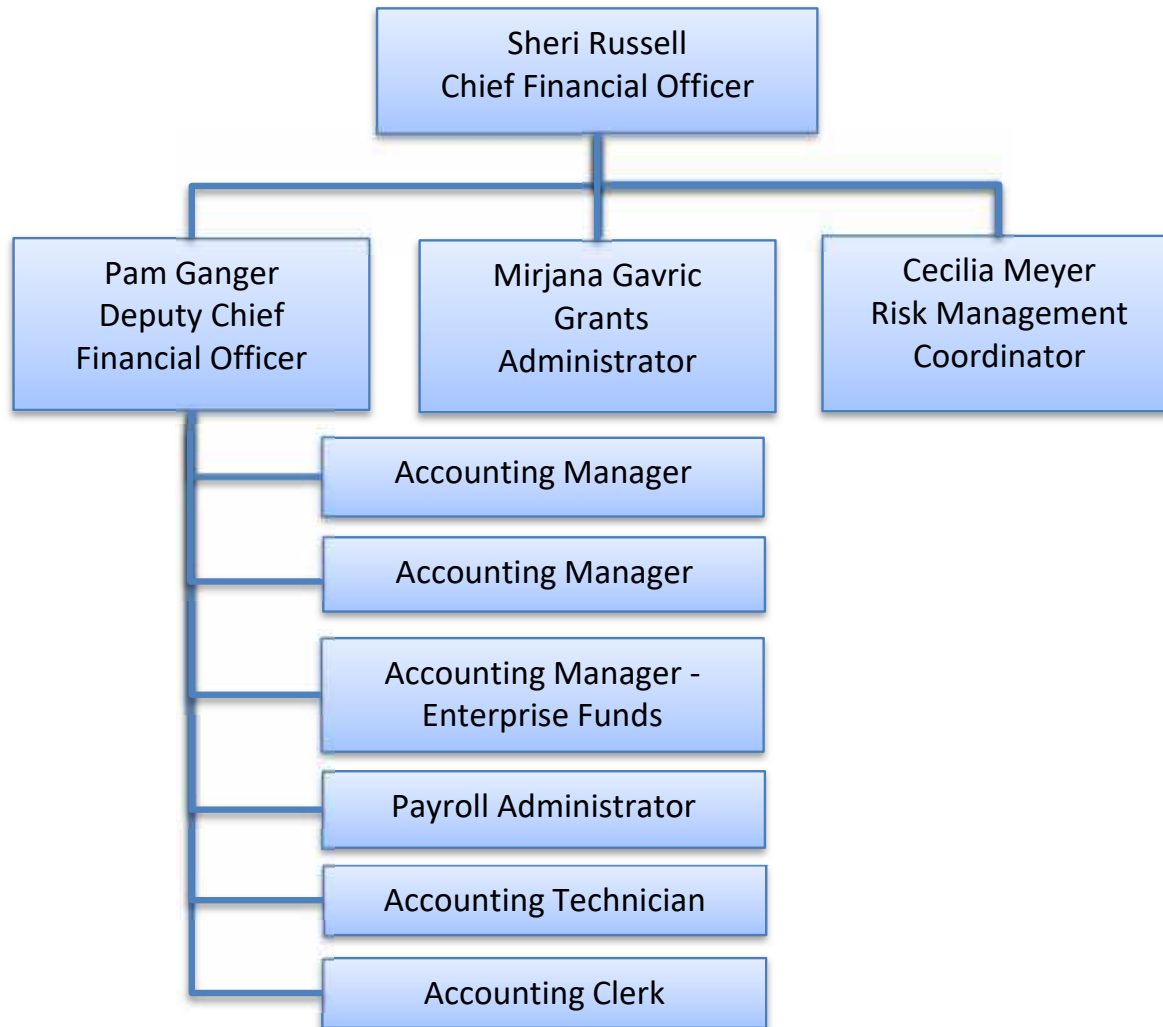 Sheri Russell
Chief Financial Officer
Pam Ganger
Deputy Chief
Financial Officer
Mirjana Gavric
Grants
Administrator
Cecilia Meyer
Risk Management
Coordinator
Accounting Manager
Accounting Manager
Accounting Manager -
Enterprise Funds
Payroll Administrator
Accounting Technician
Accounting Clerk